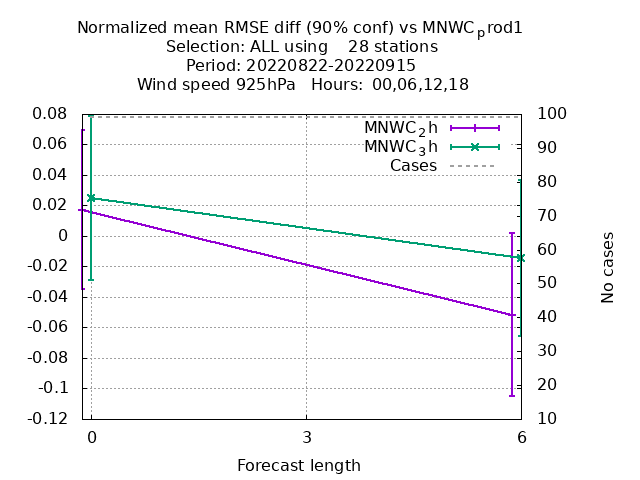 Normalized mean RMSE diff (90% conf) vs MNWCprod1
Selection: ALL using    28 stations
Period: 20220822-20220915
Wind speed 925hPa   Hours:  00,06,12,18
0.08
0.06
0.04
0.02
0
-0.02
-0.04
-0.06
-0.08
-0.1
-0.12
MNWC2h
MNWC3h
Cases
100
90
80
70
60
50
40
30
20
10
No cases
0
3
6
Forecast length